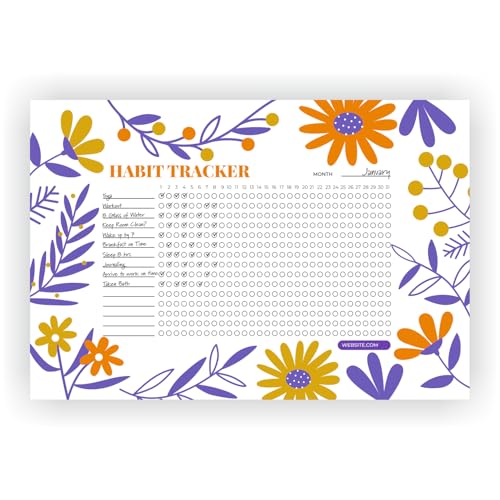 HABIT TRACKER
MONTH January
1 2 3 4 5 6 7 8 9 10 11 12 13 14 15 16 17 18 19 20 21 22 23 24 25 26 27 28 29 30 31
Yoga
Workout
8 Glass of Water
Keep Room Clean?
Wake up by 7
Breakfast on Time
Sleep 8 hrs
Journaling
Arrive to work on time
Taken Bath
WEBSITE.COM